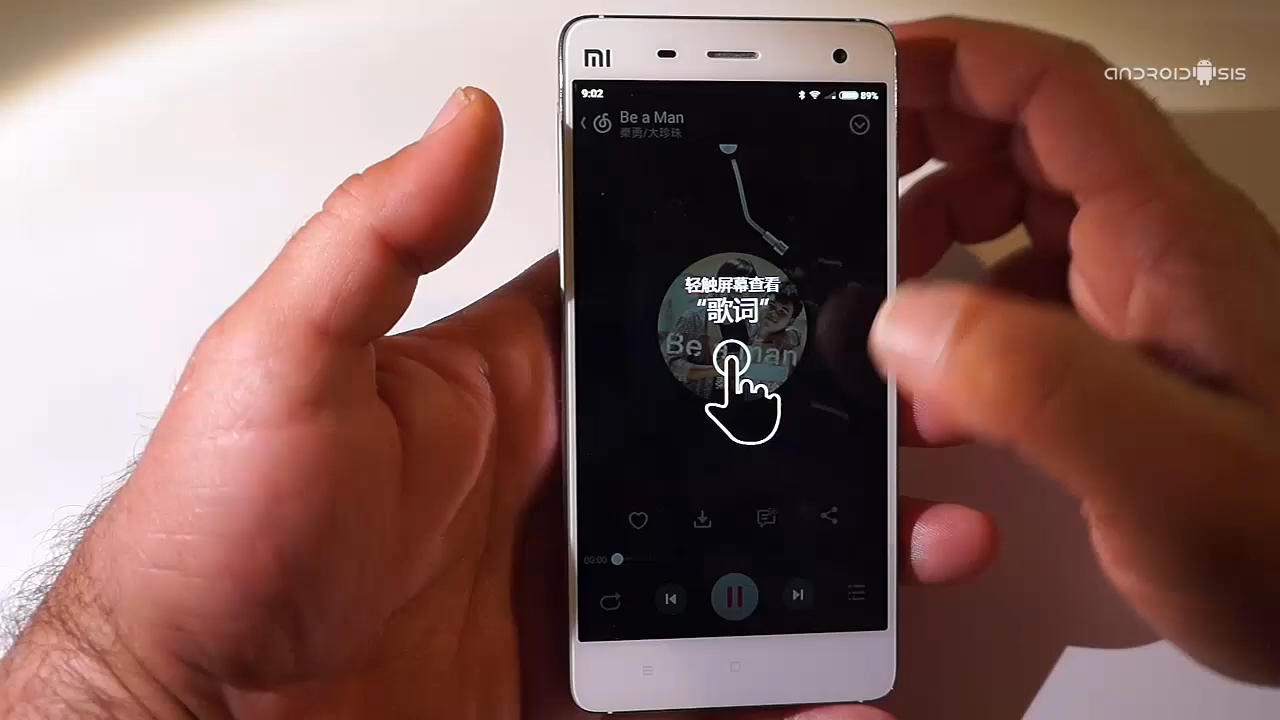 ANDROIDSIS
MI
9:02
89%
Be a Man
秦勇/大珍珠
轻触屏幕查看
“歌词”
Be a man
00:00